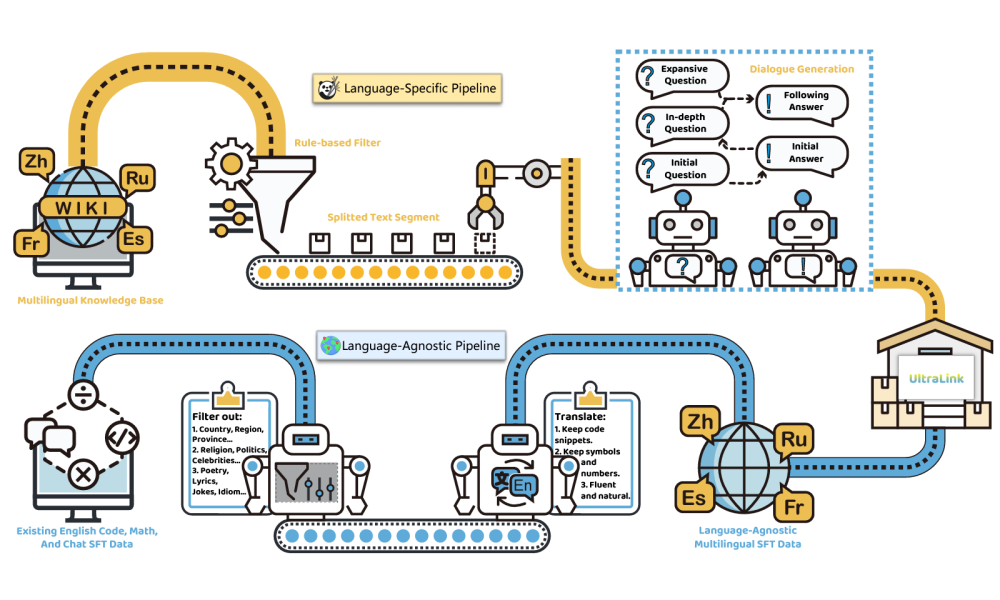 Language-Specific Pipeline
Zh
Ru
WIKI
Fr
Es
Multilingual Knowledge Base
Rule-based Filter
Splitted Text Segment
Dialogue Generation
? Expansive
Question
! Following
Answer
? In-depth
Question
! Initial
Answer
? Initial
Question
?
!
UltraLink
Language-Agnostic Pipeline
÷
</>
×
Existing English Code, Math,
And Chat SFT Data
Filter out:
1. Country, Region,
Province...
2. Religion, Politics,
Celebrities...
3. Poetry,
Lyrics,
Jokes, Idiom...
文
En
Translate:
1. Keep code
snippets.
2. Keep symbols
and
numbers.
3. Fluent
and natural.
Zh
Ru
Es
Fr
Language-Agnostic
Multilingual SFT Data